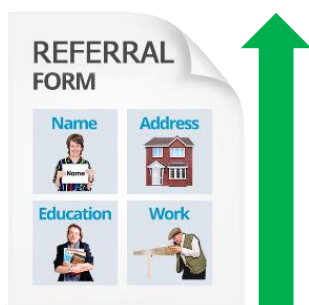 REFERRAL
FORM
Name Address
Name
Education Work